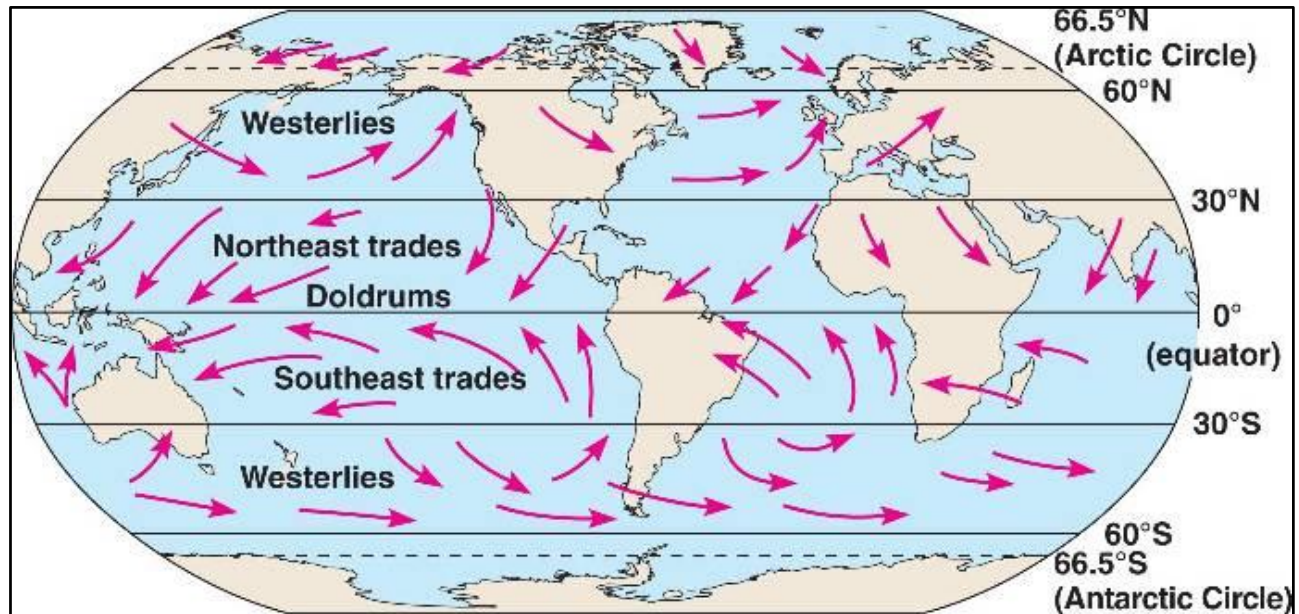 66.5°N
(Arctic Circle)
60°N
Westerlies
30°N
Northeast trades
Doldrums
0°
(equator)
Southeast trades
30°S
Westerlies
60°S
66.5°S
(Antarctic Circle)